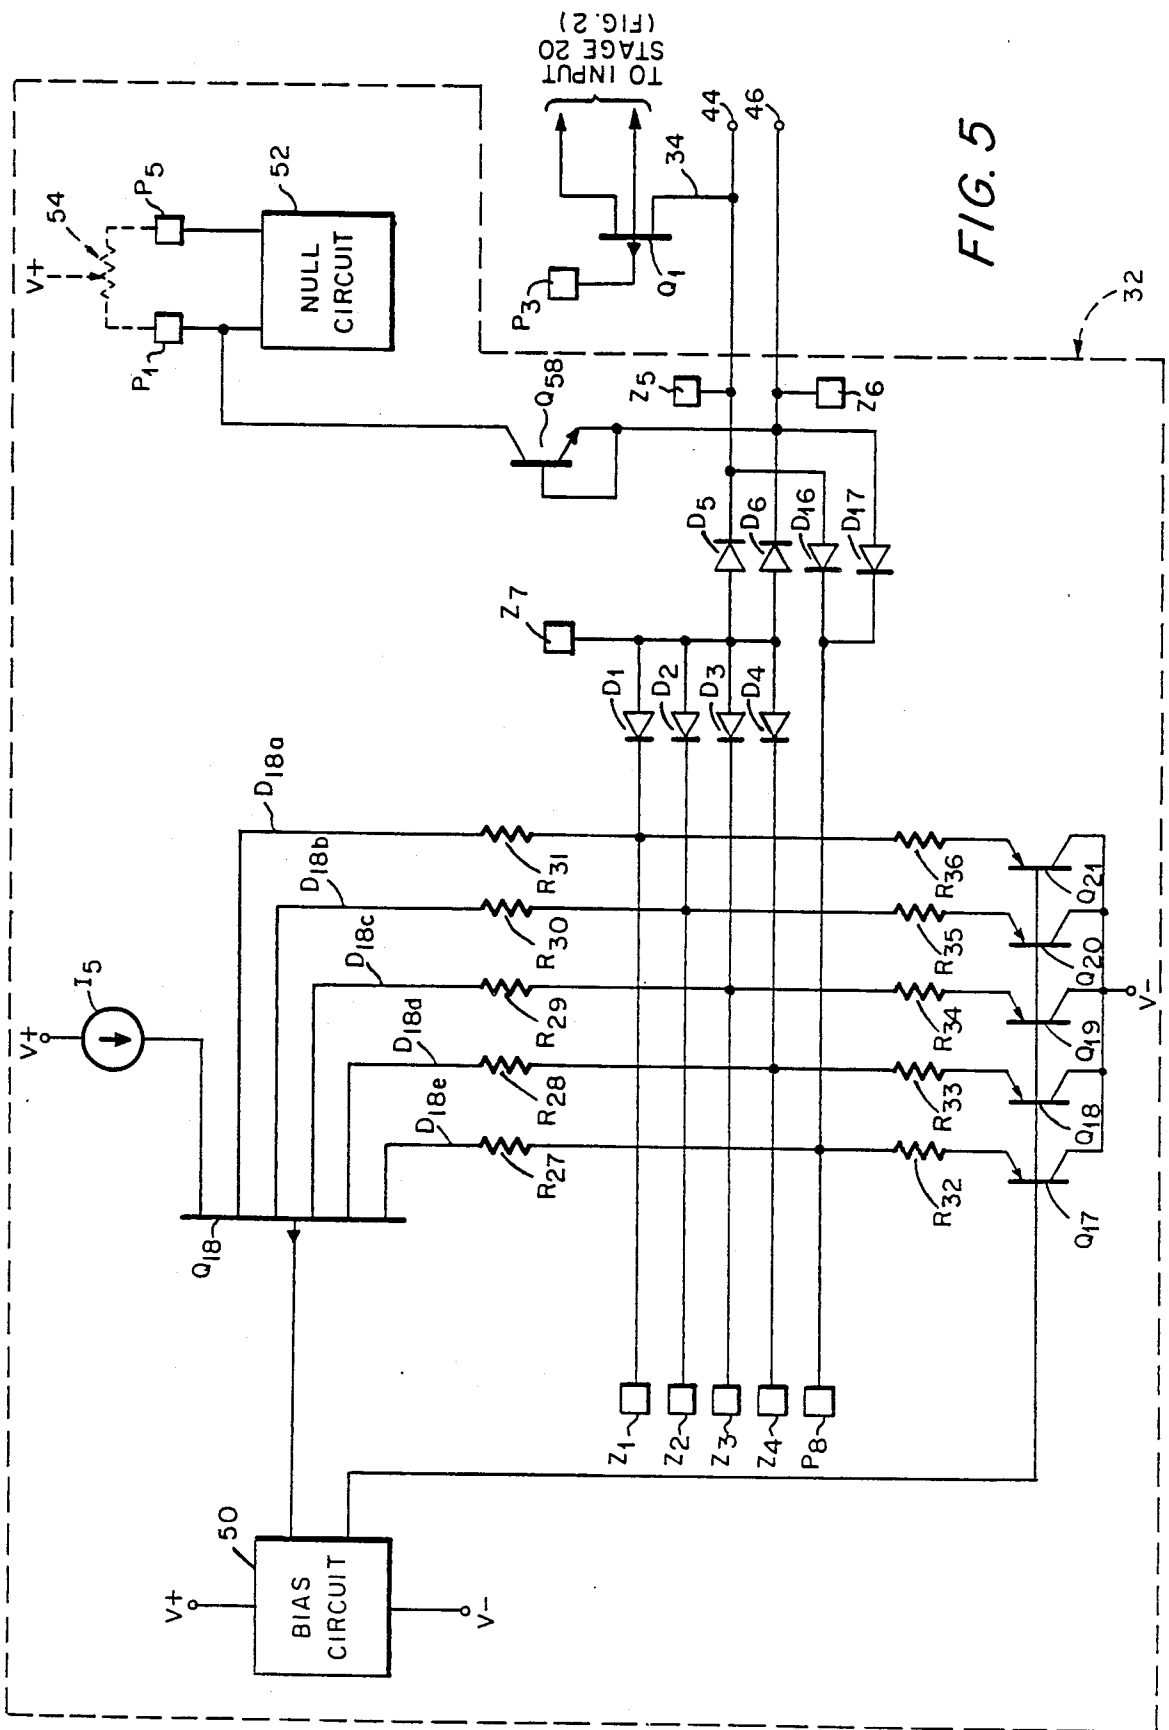 TO INPUT
STAGE 20
(FIG. 2)
V+
54
P1
P5
52
NULL
CIRCUIT
P3
Q1
34
44
46
FIG. 5
32
Q58
Z5
Z6
Z7
D5
D6
D16
D17
D1
D2
D3
D4
V+
I5
D18a
D18b
D18c
D18d
D18e
Q18
R31
R30
R29
R28
R27
R36
R35
R34
R33
R32
Q21
Q20
Q19
Q18
Q17
V-
Z1
Z2
Z3
Z4
P8
50
V+
BIAS
CIRCUIT
V-